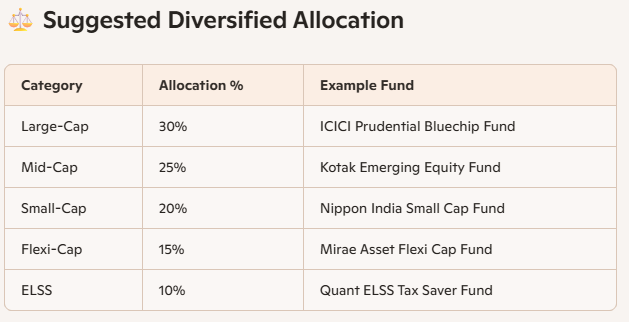 Suggested Diversified Allocation
Category Allocation % Example Fund
Large-Cap 30% ICICI Prudential Bluechip Fund
Mid-Cap 25% Kotak Emerging Equity Fund
Small-Cap 20% Nippon India Small Cap Fund
Flexi-Cap 15% Mirae Asset Flexi Cap Fund
ELSS 10% Quant ELSS Tax Saver Fund